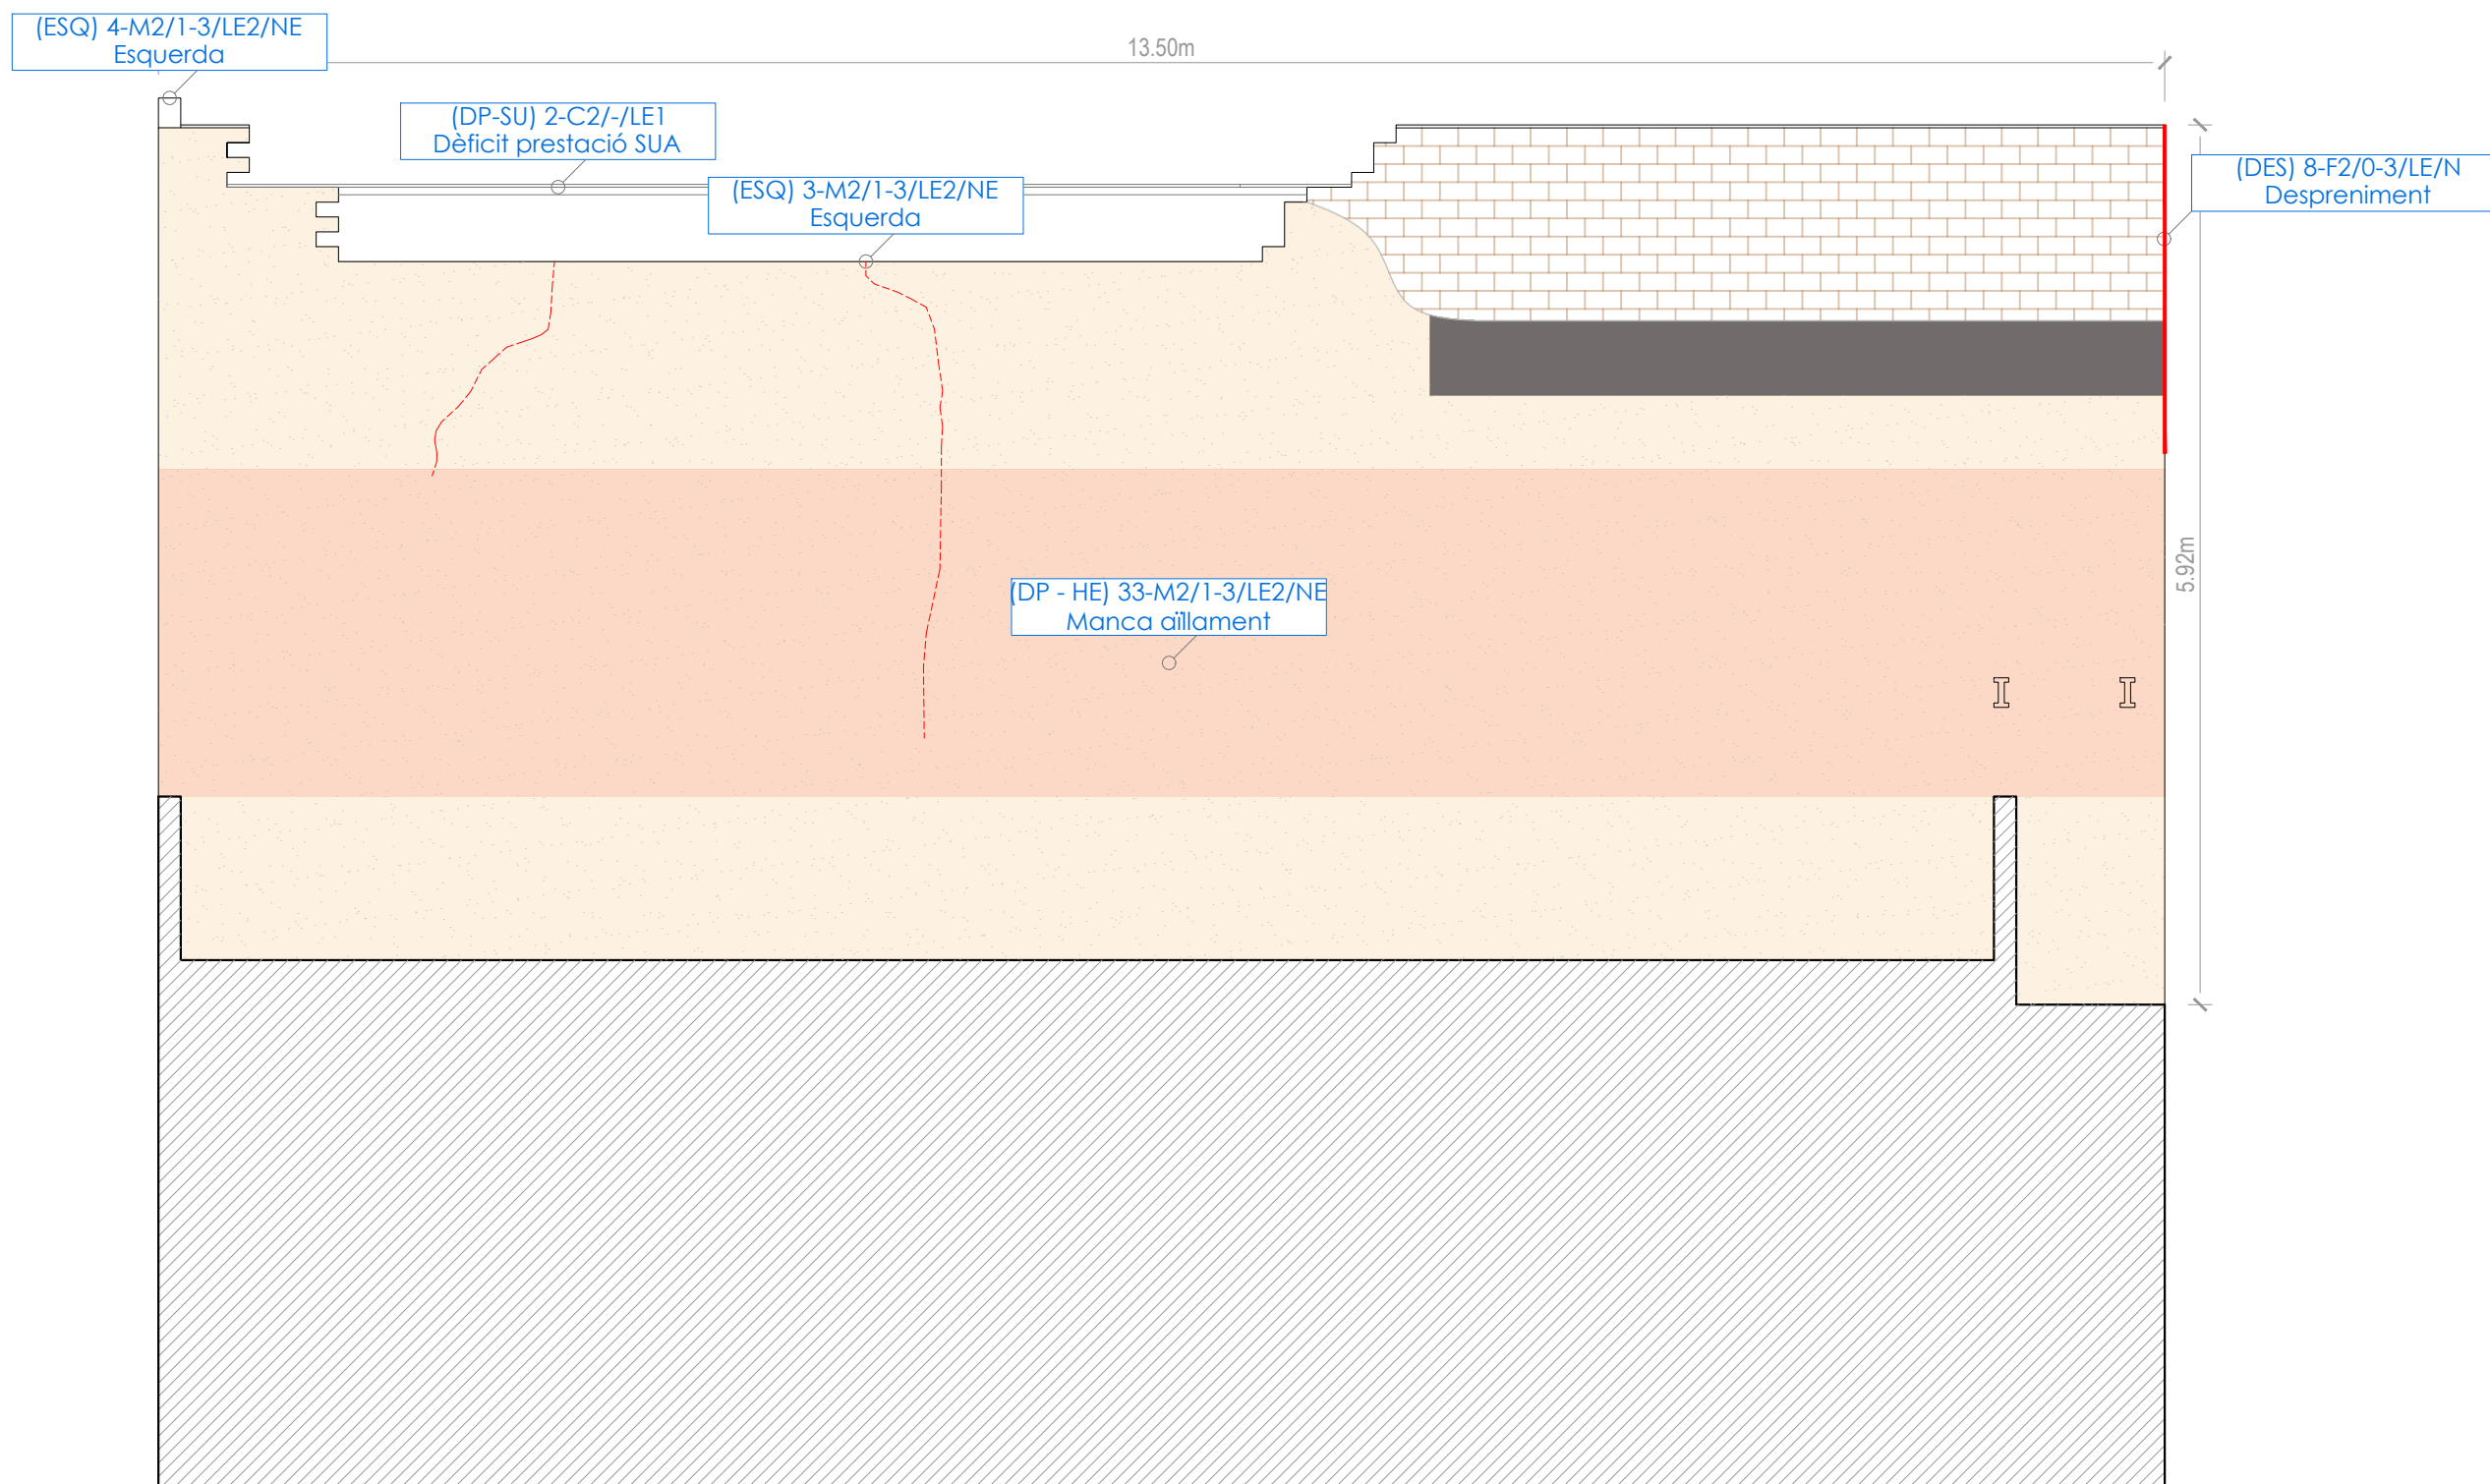 (ESQ) 4-M2/1-3/LE2/NE
Esquerda
13.50m
(DP-SU) 2-C2/-/LE1
Dèficit prestació SUA
(ESQ) 3-M2/1-3/LE2/NE
Esquerda
(DES) 8-F2/0-3/LE/N
Despreniment
5.92m
(DP - HE) 33-M2/1-3/LE2/NE
Manca aïllament